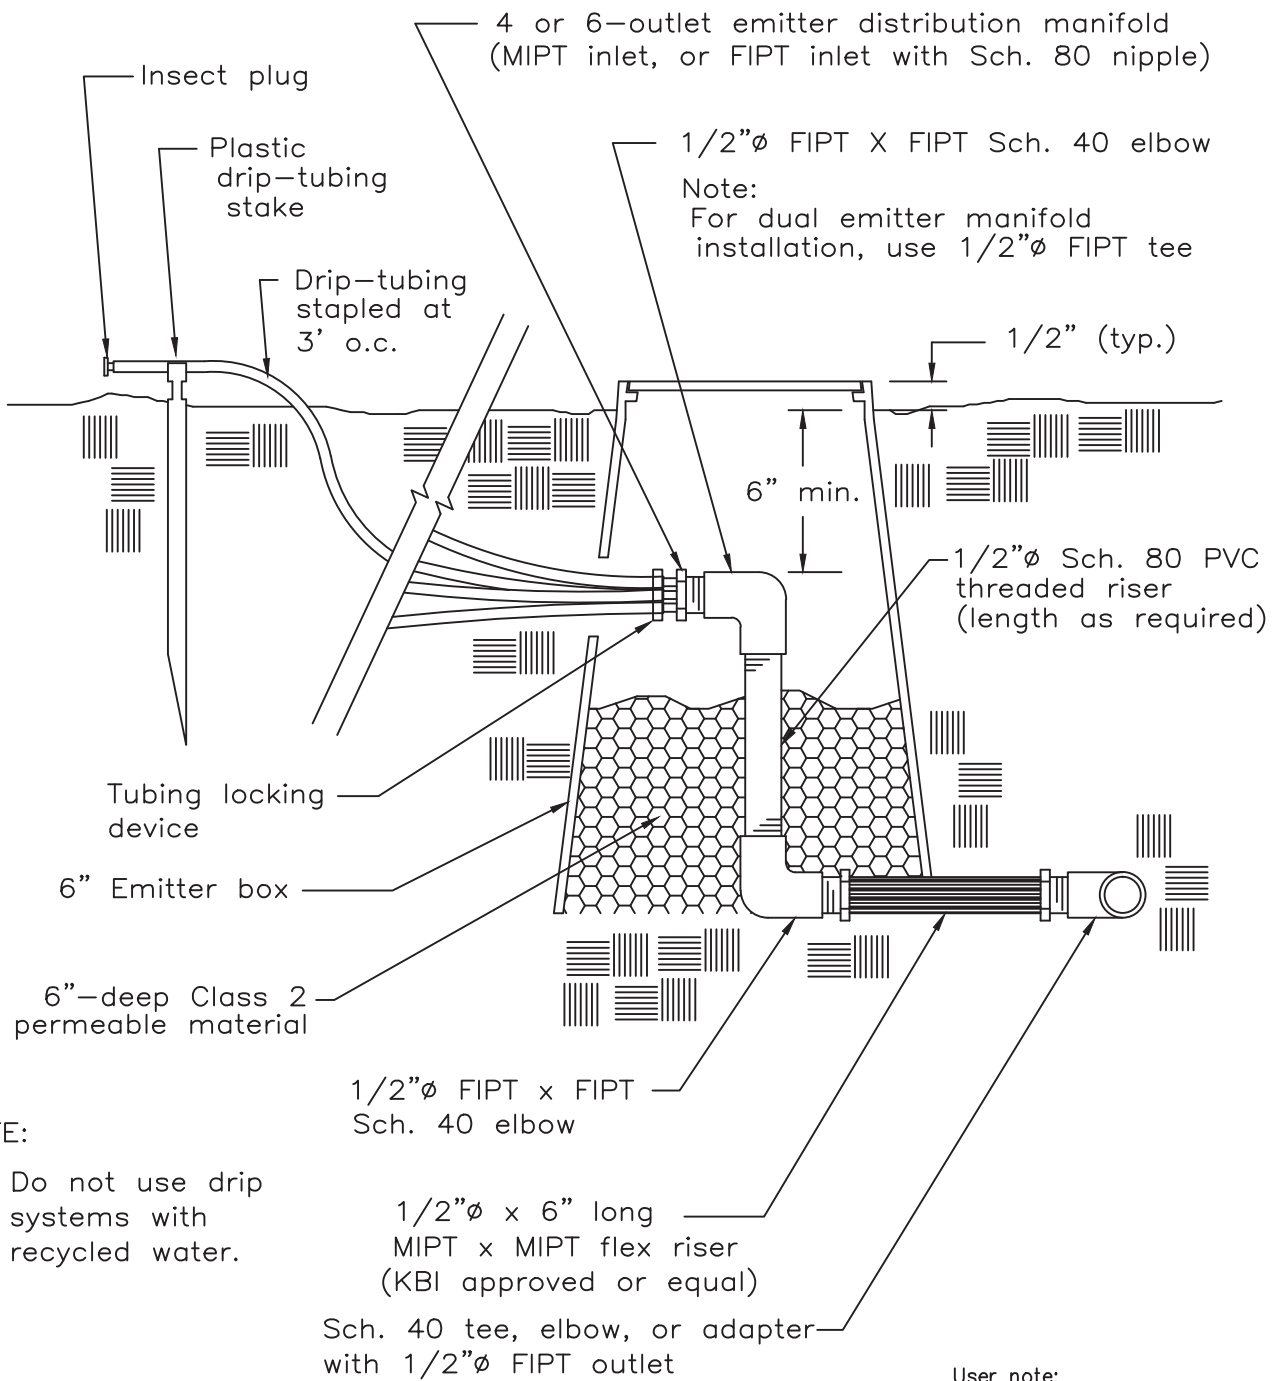 4 or 6-outlet emitter distribution manifold
(MIPT inlet, or FIPT inlet with Sch. 80 nipple)
Insect plug
Plastic
drip-tubing
stake
1/2"ø FIPT X FIPT Sch. 40 elbow
Note:
For dual emitter manifold
installation, use 1/2"ø FIPT tee
Drip-tubing
stapled at
3' o.c.
1/2" (typ.)
6" min.
1/2"ø Sch. 80 PVC
threaded riser
(length as required)
Tubing locking
device
6" Emitter box
6"-deep Class 2
permeable material
1/2"ø FIPT x FIPT
Sch. 40 elbow
TE:
Do not use drip
systems with
recycled water.
1/2"ø x 6" long
MIPT x MIPT flex riser
(KBI approved or equal)
Sch. 40 tee, elbow, or adapter
with 1/2"ø FIPT outlet
User note: